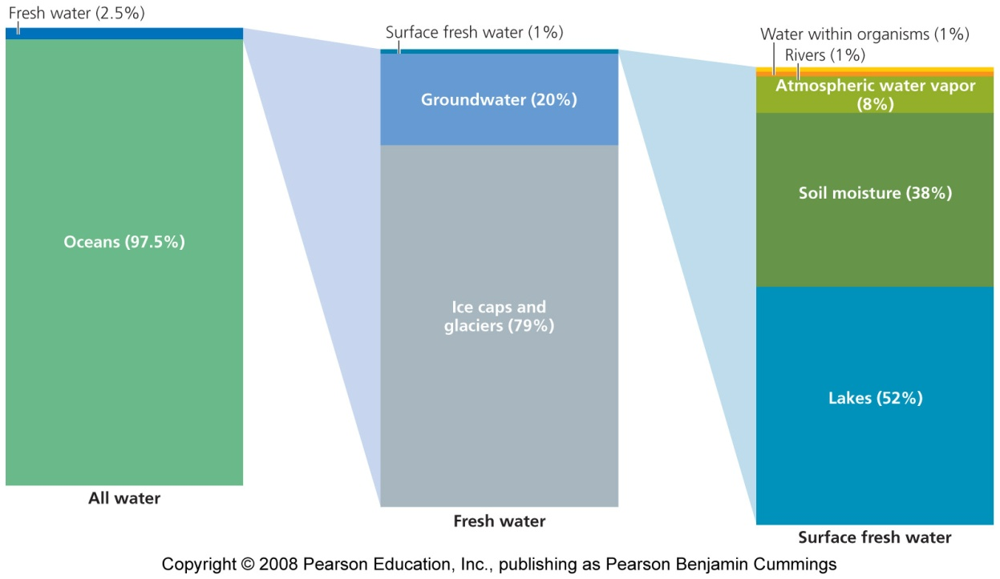 Fresh water (2.5%)
Oceans (97.5%)
All water
Surface fresh water (1%)
Groundwater (20%)
Ice caps and
glaciers (79%)
Fresh water
Water within organisms (1%)
Rivers (1%)
Atmospheric water vapor
(8%)
Soil moisture (38%)
Lakes (52%)
Surface fresh water
Copyright © 2008 Pearson Education, Inc., publishing as Pearson Benjamin Cummings